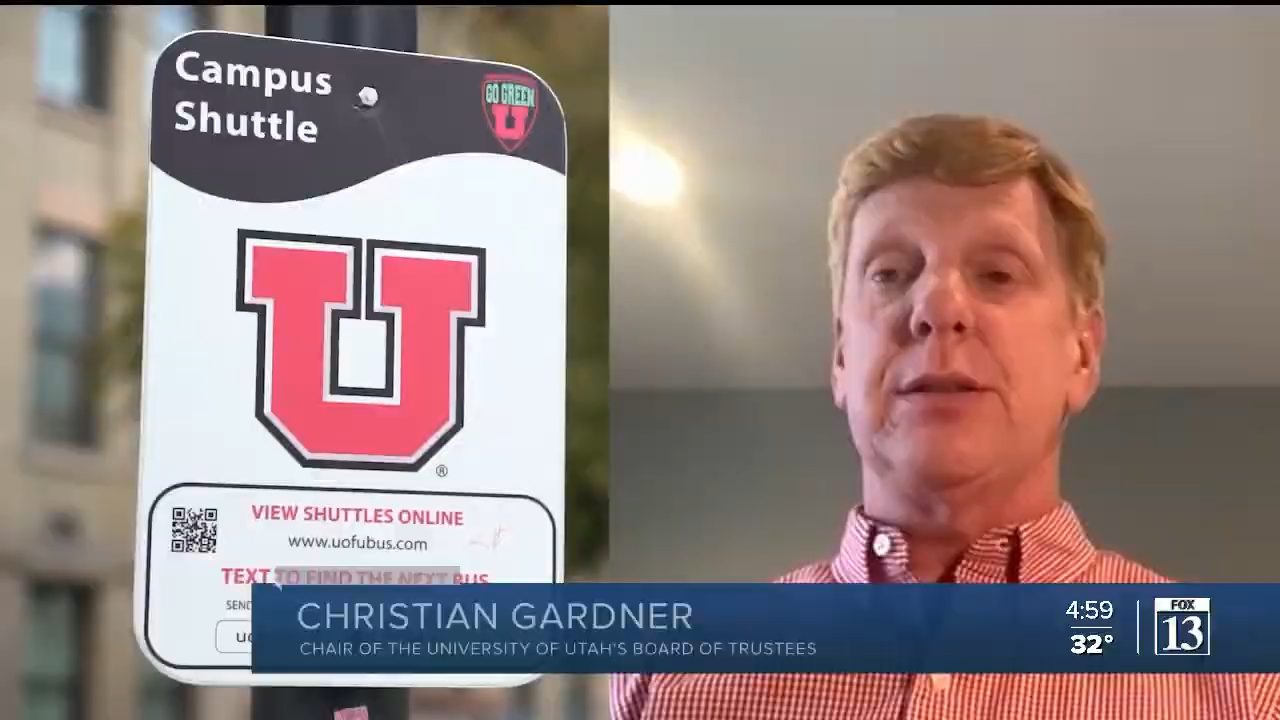 Campus
Shuttle
GO GREEN
U
U
®
VIEW SHUTTLES ONLINE
www.uofubus.com
TEXT TO FIND THE NEXT BUS
CHRISTIAN GARDNER
CHAIR OF THE UNIVERSITY OF UTAH'S BOARD OF TRUSTEES
4:59
32°
FOX
13